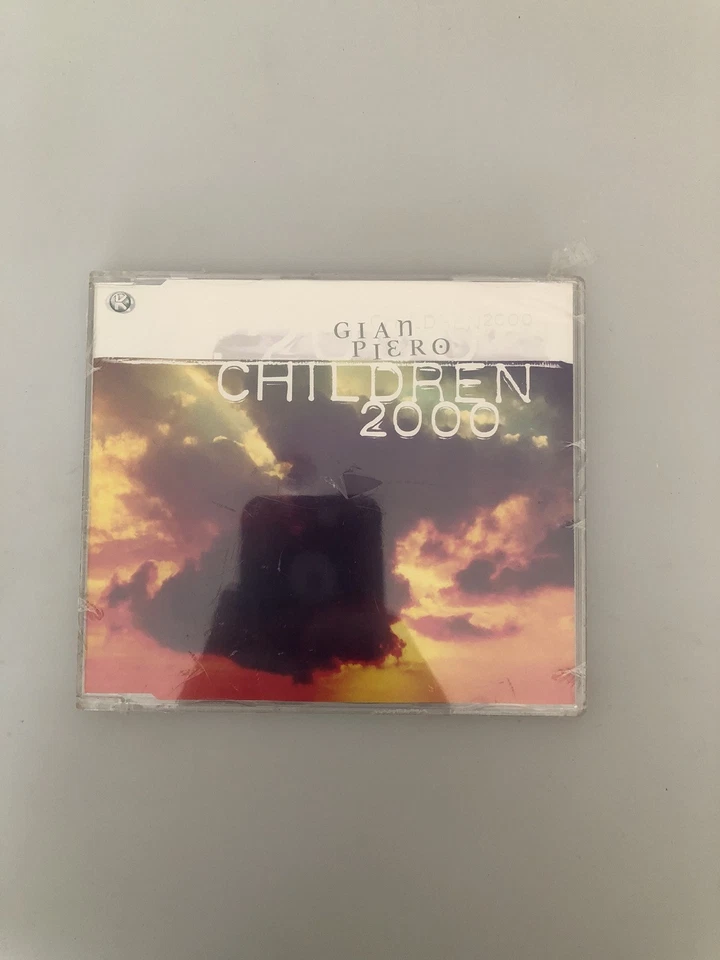 K
GIAN
PIERO
CHILDREN
2000